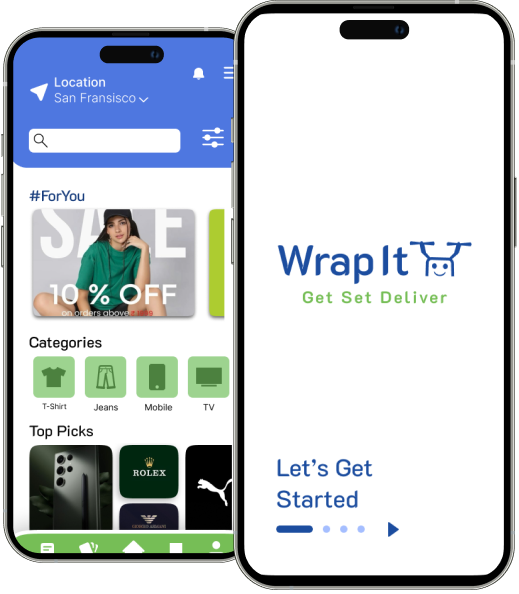 Location
San Fransisco
#ForYou
SALE
10 % OFF
on orders above
Categories
T-Shirt
Jeans
Mobile
TV
Top Picks
ROLEX
Wrap It
Get Set Deliver
Let's Get
Started